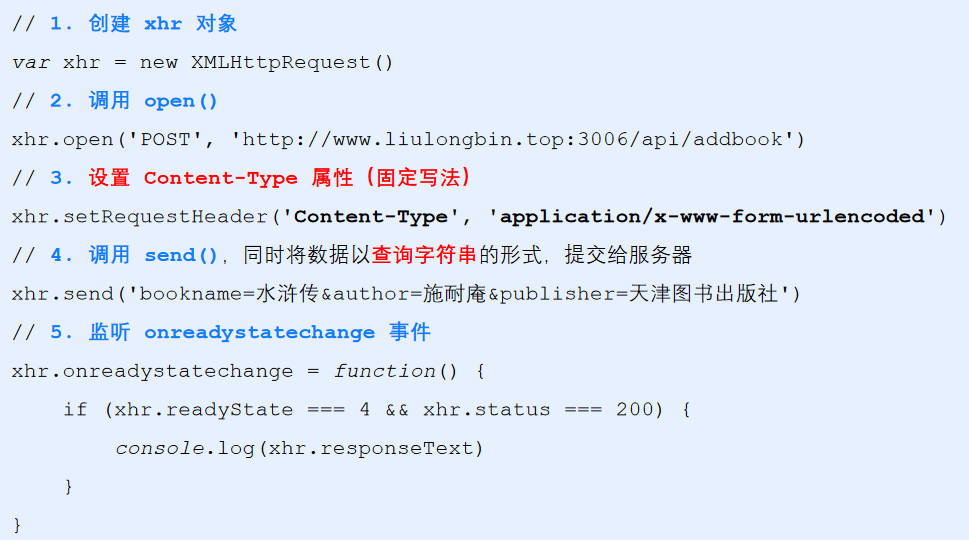 // 1. 创建 xhr 对象
var xhr = new XMLHttpRequest()
// 2. 调用 open()
xhr.open('POST', 'http://www.liulongbin.top:3006/api/addbook')
// 3. 设置 Content-Type 属性（固定写法）
xhr.setRequestHeader('Content-Type', 'application/x-www-form-urlencoded')
// 4. 调用 send()，同时将数据以查询字符串的形式，提交给服务器
xhr.send('bookname=水浒传&author=施耐庵&publisher=天津图书出版社')
// 5. 监听 onreadystatechange 事件
xhr.onreadystatechange = function() {
    if (xhr.readyState === 4 && xhr.status === 200) {
        console.log(xhr.responseText)
    }
}